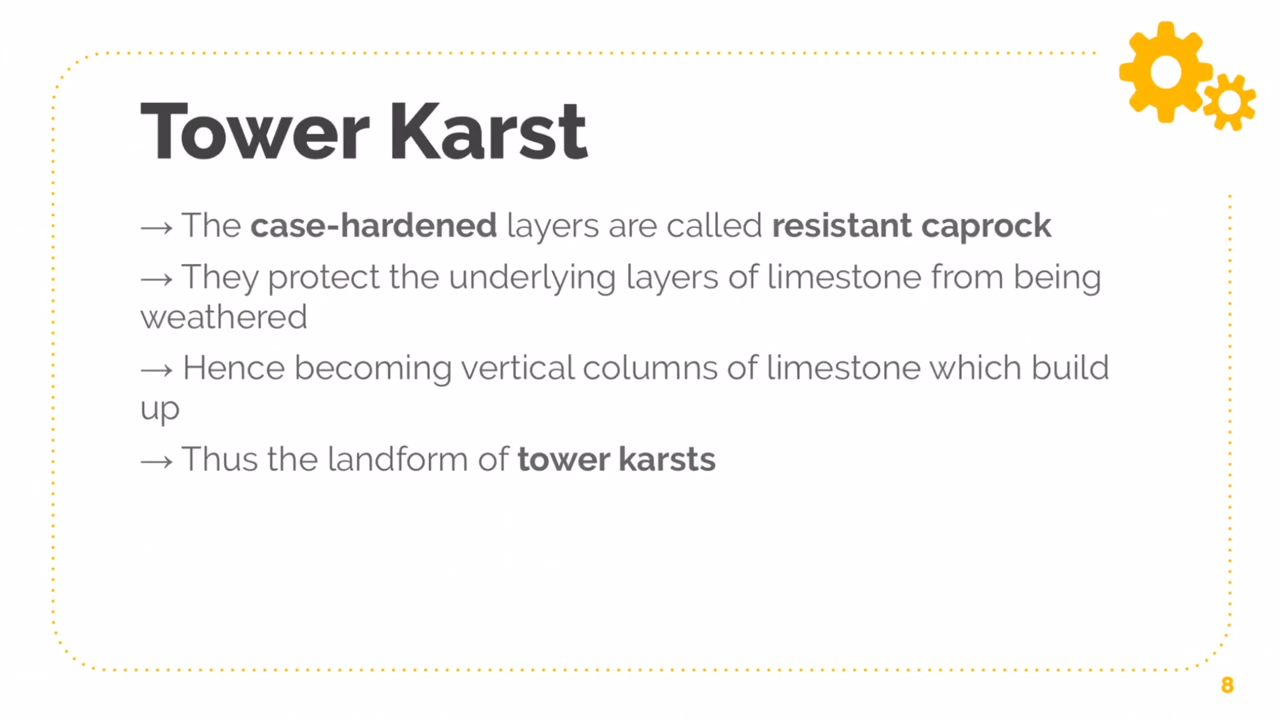 Tower Karst
→ The case-hardened layers are called resistant caprock
→ They protect the underlying layers of limestone from being
weathered
→ Hence becoming vertical columns of limestone which build
up
→ Thus the landform of tower karsts
8